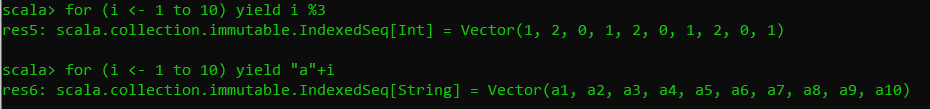 scala> for (i <- 1 to 10) yield i %3
res5: scala.collection.immutable.IndexedSeq[Int] = Vector(1, 2, 0, 1, 2, 0, 1, 2, 0, 1)
scala> for (i <- 1 to 10) yield "a"+i
res6: scala.collection.immutable.IndexedSeq[String] = Vector(a1, a2, a3, a4, a5, a6, a7, a8, a9, a10)